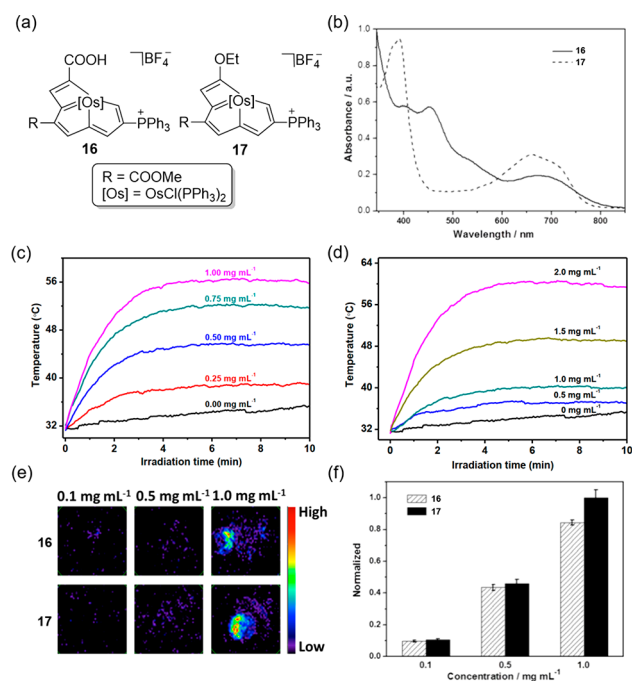 (a)
COOH
BF4⁻
[Os]
R
PPh3
+
16
OEt
BF4⁻
[Os]
R
PPh3
+
17
R = COOMe
[Os] = OsCl(PPh3)2
(b)
16
17
Absorbance / a.u.
1.0
0.8
0.6
0.4
0.2
0.0
400 500 600 700 800
Wavelength / nm
(c)
Temperature (◦C)
56
48
40
32
1.00 mg mL⁻¹
0.75 mg mL⁻¹
0.50 mg mL⁻¹
0.25 mg mL⁻¹
0.00 mg mL⁻¹
0 2 4 6 8 10
Irradiation time (min)
(d)
Temperature (◦C)
64
56
48
40
32
2.0 mg mL⁻¹
1.5 mg mL⁻¹
1.0 mg mL⁻¹
0.5 mg mL⁻¹
0 mg mL⁻¹
0 2 4 6 8 10
Irradiation time (min)
(e)
0.1 mg mL⁻¹ 0.5 mg mL⁻¹ 1.0 mg mL⁻¹
High
16
17
Low
(f)
16
17
Normalized
1.0
0.8
0.6
0.4
0.2
0.0
0.1 0.5 1.0
Concentration / mg mL⁻¹